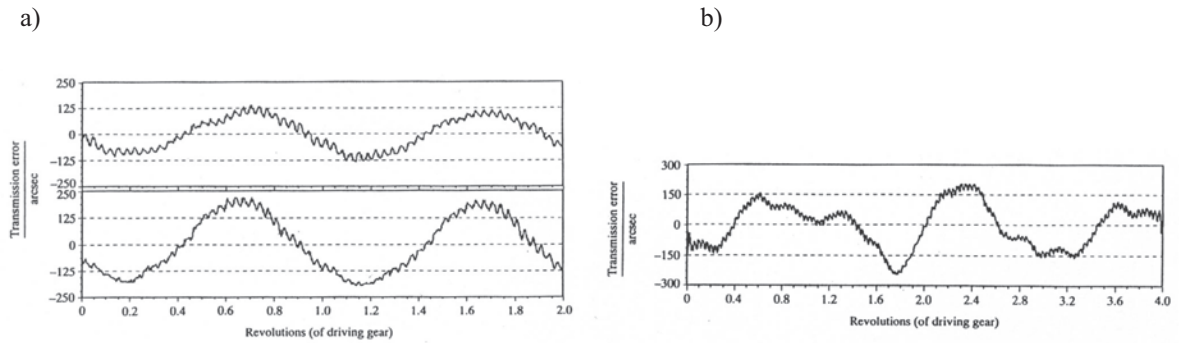 a)
b)
250
125
0
−125
−250
250
125
0
−125
−250
Transmission error
arcsec
0 0.2 0.4 0.6 0.8 1.0 1.2 1.4 1.6 1.8 2.0
Revolutions (of driving gear)
300
150
0
−150
−300
Transmission error
arcsec
0 0.4 0.8 1.2 1.6 2.0 2.4 2.8 3.2 3.6 4.0
Revolutions (of driving gear)